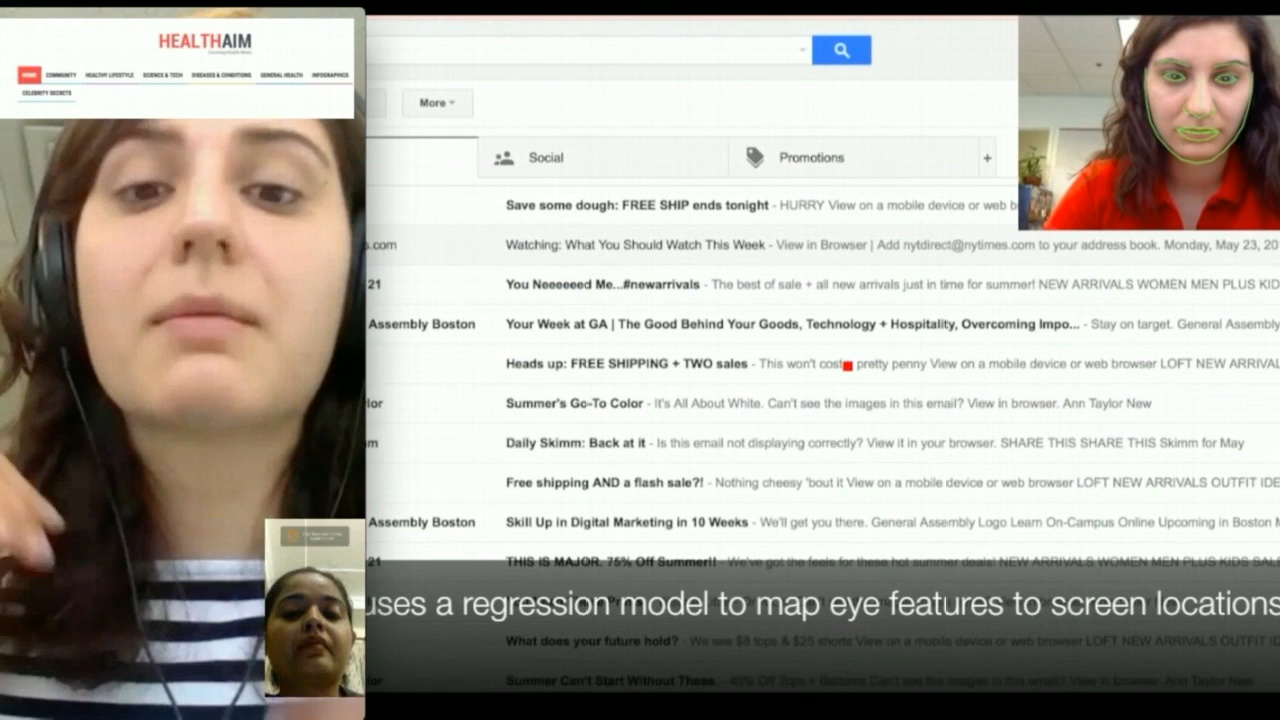 HEALTHAIM
HOME COMMUNITY HEALTHY LIFESTYLE SCIENCE & TECH DISEASES & CONDITIONS GENERAL HEALTH INFOGRAPHICS
CELEBRITY SECRETS
More
Social
Promotions
+
Save some dough: FREE SHIP ends tonight - HURRY View on a mobile device or web b
s.com Watching: What You Should Watch This Week - View in Browser | Add nytdirect@nytimes.com to your address book. Monday, May 23, 20
21 You Neeeeeed Me...#newarrivals - The best of sale + all new arrivals just in time for summer! NEW ARRIVALS WOMEN MEN PLUS KID
Assembly Boston Your Week at GA | The Good Behind Your Goods, Technology + Hospitality, Overcoming Impo... - Stay on target. General Assembly
Heads up: FREE SHIPPING + TWO sales - This won't cost pretty penny View on a mobile device or web browser LOFT NEW ARRIVAL
lor Summer's Go-To Color - It's All About White. Can't see the images in this email? View in browser. Ann Taylor New
m Daily Skimm: Back at it - Is this email not displaying correctly? View it in your browser. SHARE THIS SHARE THIS Skimm for May
Free shipping AND a flash sale?! - Nothing cheesy 'bout it View on a mobile device or web browser LOFT NEW ARRIVALS OUTFIT IDE
Assembly Boston Skill Up in Digital Marketing in 10 Weeks - We'll get you there. General Assembly Logo Learn On-Campus Online Upcoming in Boston
21 THIS IS MAJOR. 75% Off Summer!! - We've got the feels for these hot summer deals! NEW ARRIVALS WOMEN MEN PLUS KIDS SAL
uses a regression model to map eye features to screen locations
What does your future hold? - We see $8 tops & $25 shorts View on a mobile device or web browser LOFT NEW ARRIVALS OUTFIT ID
lor Summer Can't Start Without These. - 40% Off Tops + Bottoms Can't see the images in this email? View in browser. Ann Taylor New